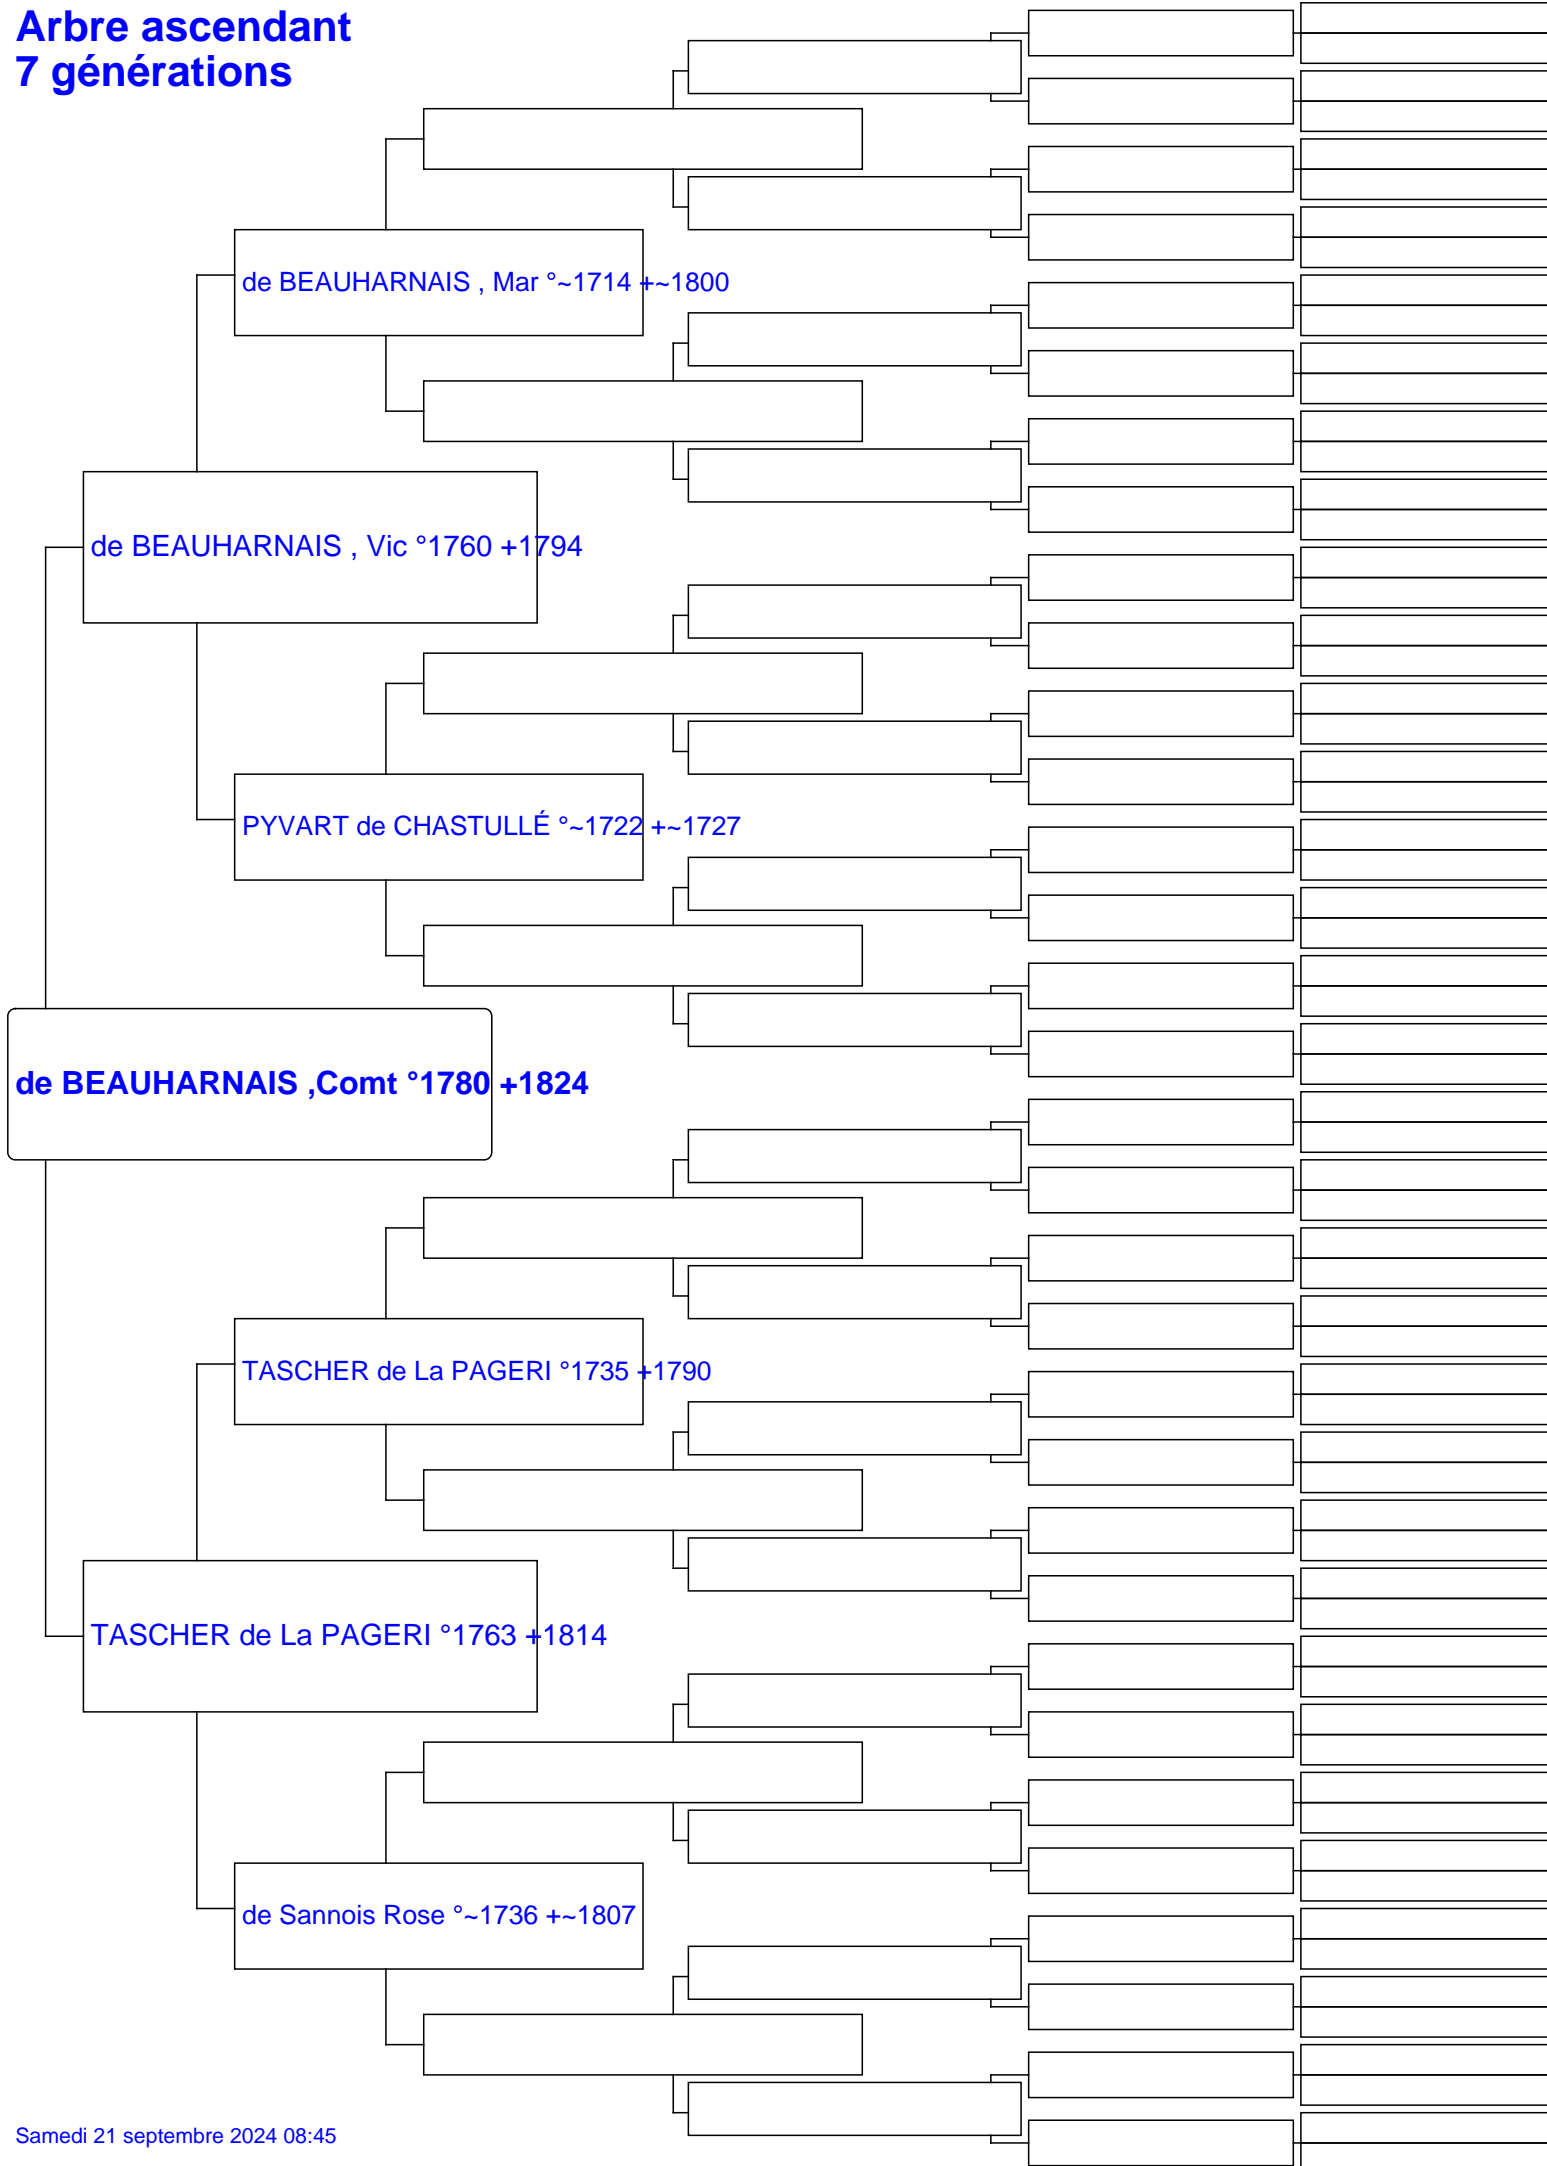 Arbre ascendant
7 générations
de BEAUHARNAIS , Mar °~1714 +~1800
de BEAUHARNAIS , Vic °1760 +1794
PYVART de CHASTULLÉ °~1722 +~1727
de BEAUHARNAIS ,Comt °1780 +1824
TASCHER de La PAGERI °1735 +1790
TASCHER de La PAGERI °1763 +1814
de Sannois Rose °~1736 +~1807
Samedi 21 septembre 2024 08:45